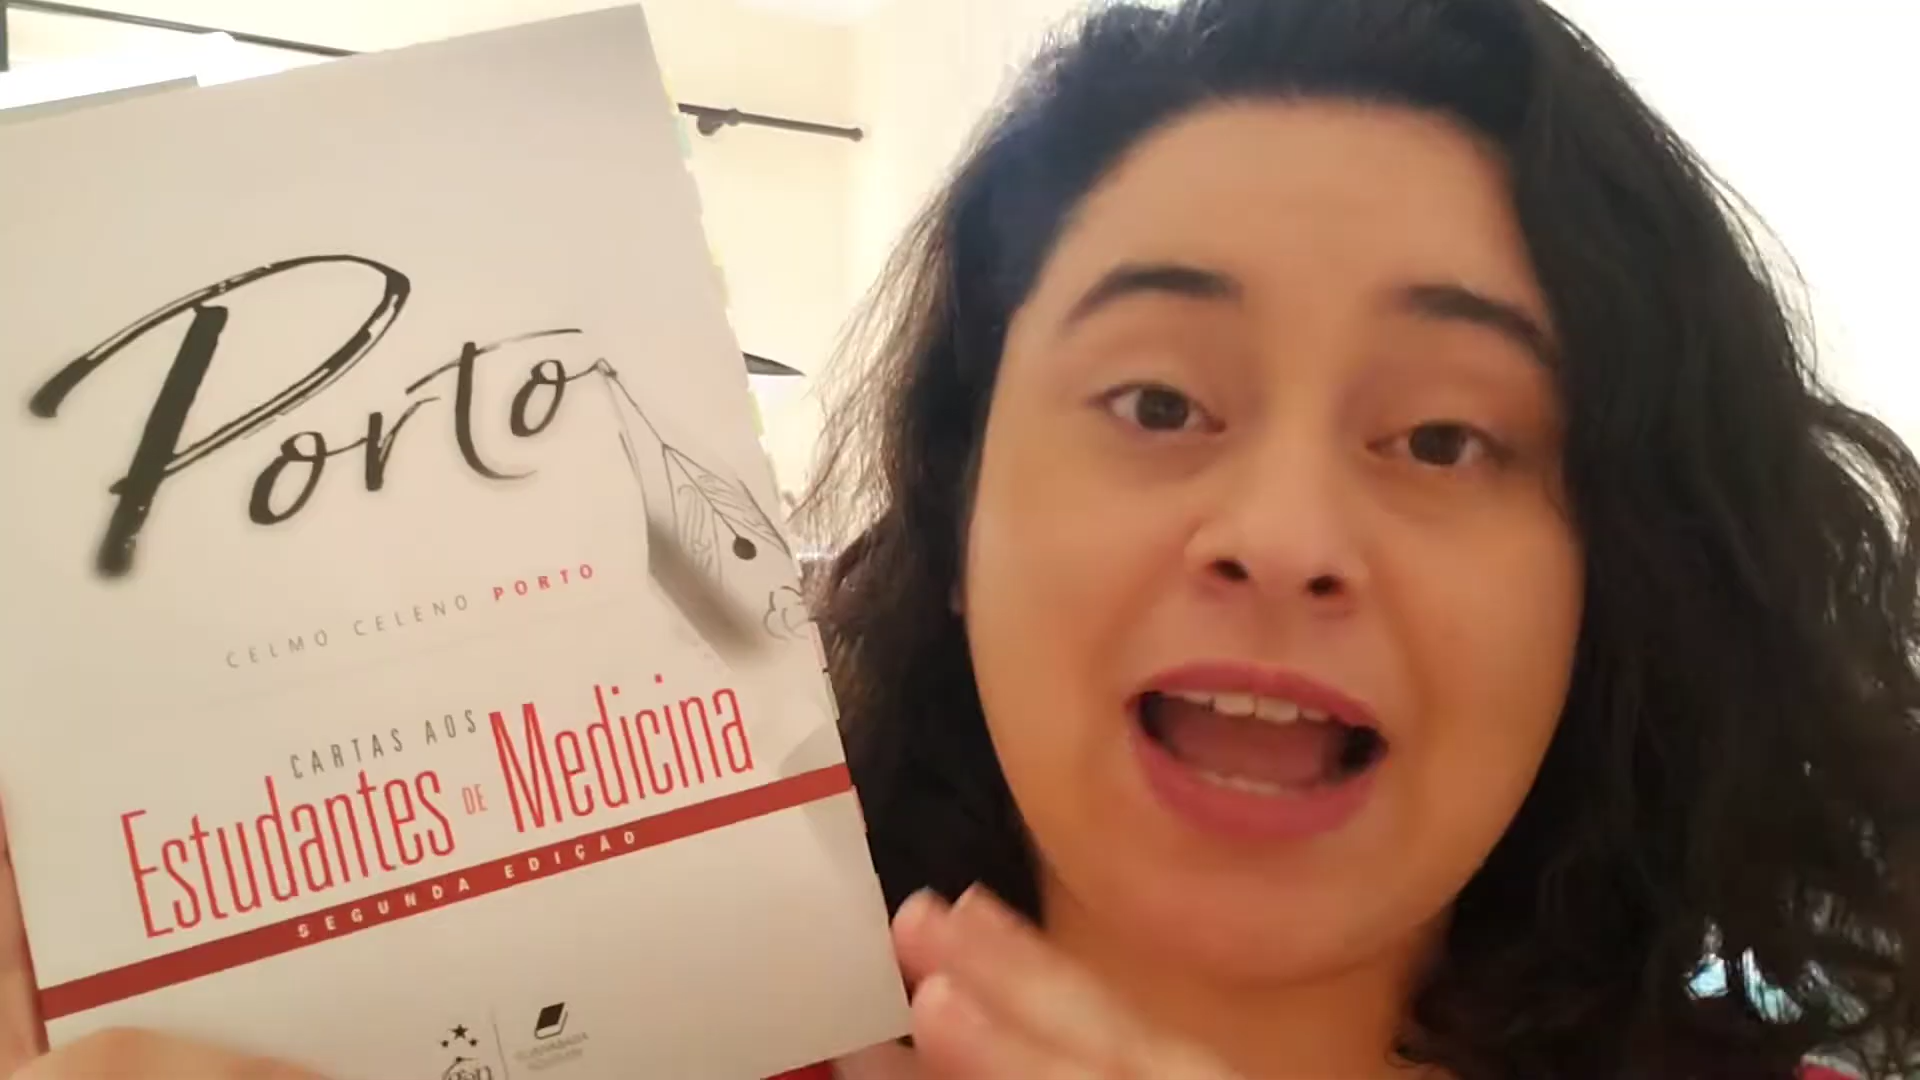 Porto
CELMO CELENO PORTO
CARTAS AOS
Estudantes DE Medicina
SEGUNDA EDIÇÃO